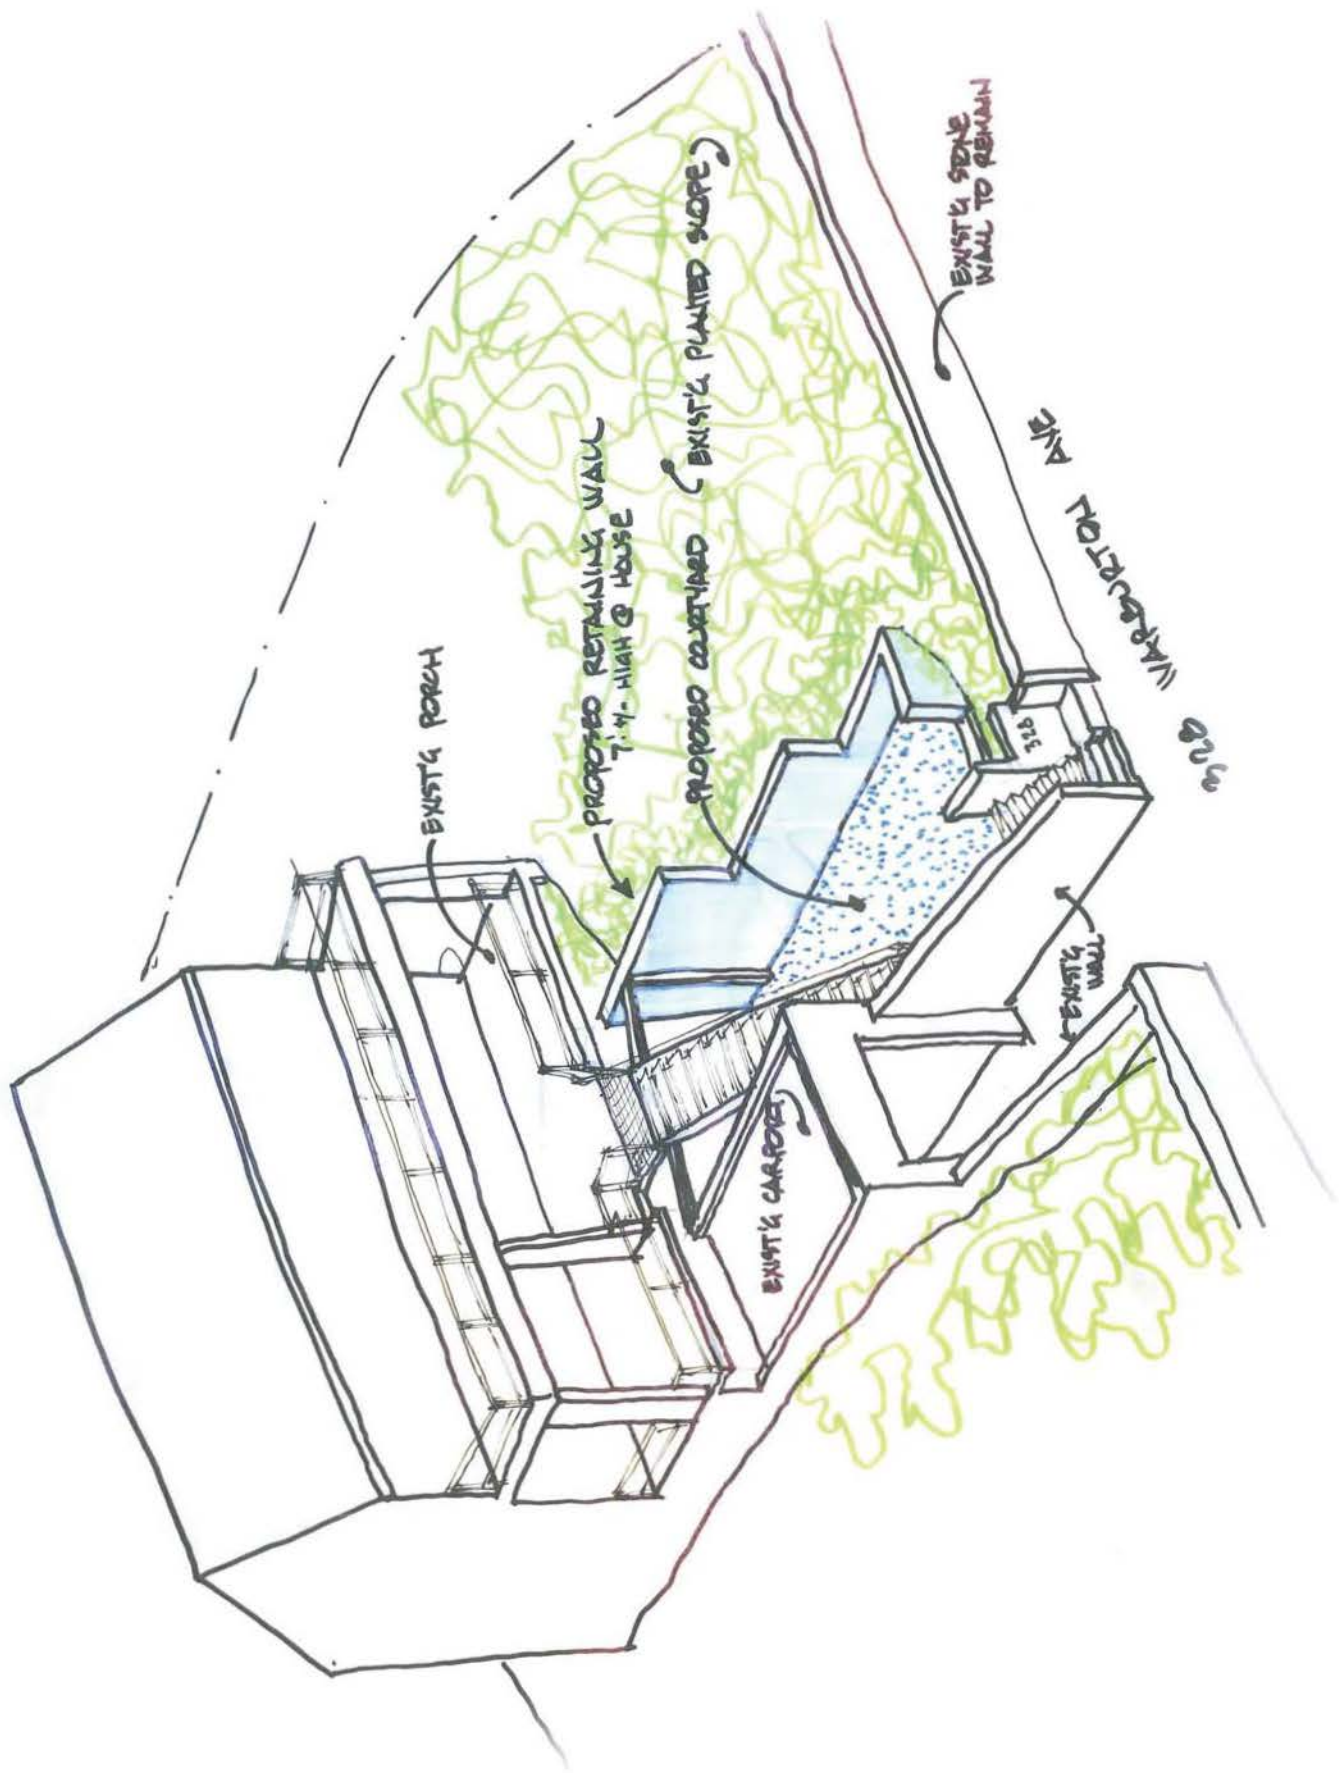 EXIST'G PORCH
PROPOSED RETAINING WALL
7'-4" HIGH @ HOUSE
PROPOSED COURTYARD
EXIST'G PLANTED SLOPE
EXIST'G STONE
WALL TO REMAIN
328
328 WARBURTON AVE
EXIST'G CARPORT
EXIST'G
WALL